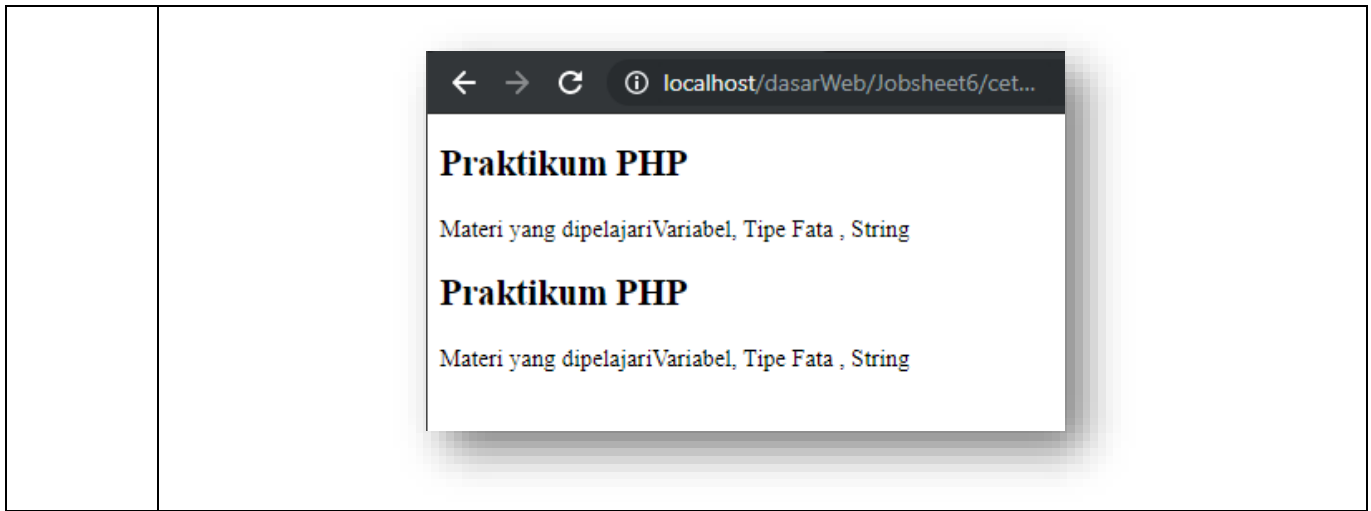 localhost/dasarWeb/Jobsheet6/cet...
Praktikum PHP
Materi yang dipelajariVariabel, Tipe Fata , String
Praktikum PHP
Materi yang dipelajariVariabel, Tipe Fata , String